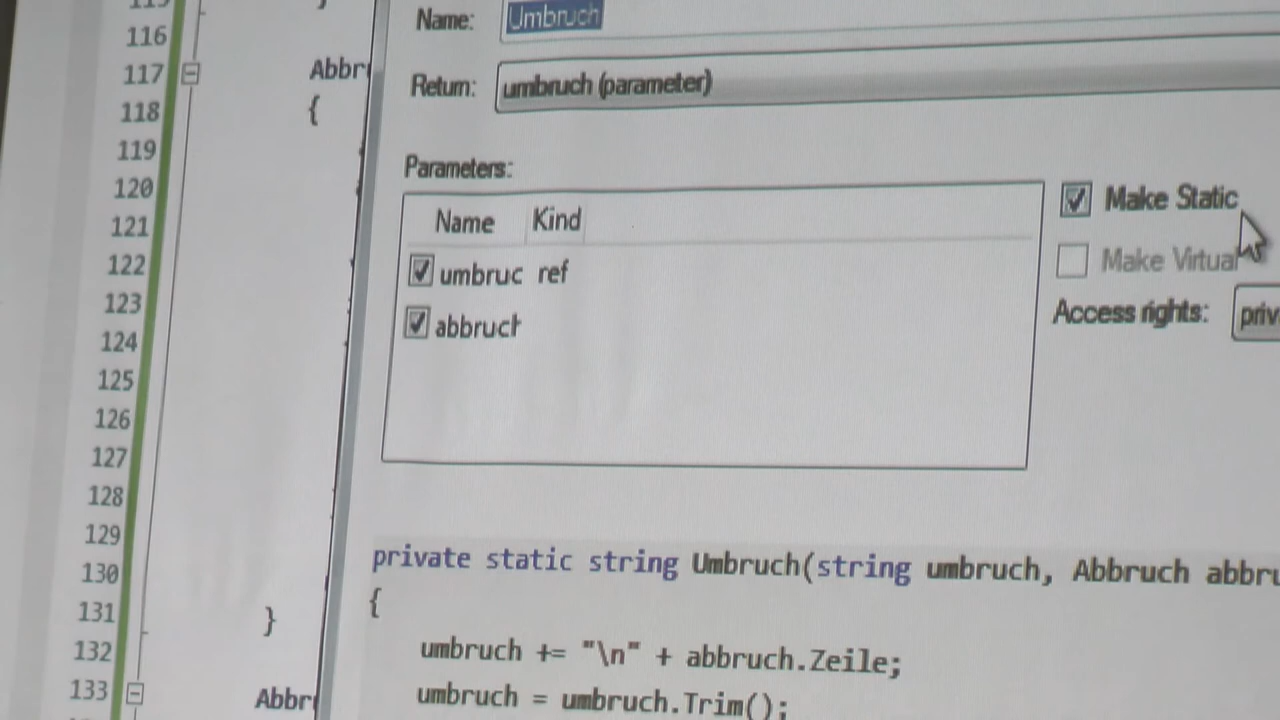 115
116
117
118
119
120
121
122
123
124
125
126
127
128
129
130
131
132
133
}
Abbr
{
}
Abbr
Name: Umbruch
Return: umbruch (parameter)
Parameters:
Name Kind
umbruc ref
abbruch
Make Static
Make Virtual
Access rights: priv
private static string Umbruch(string umbruch, Abbruch abbru
{
umbruch += "\n" + abbruch.Zeile;
umbruch = umbruch.Trim();